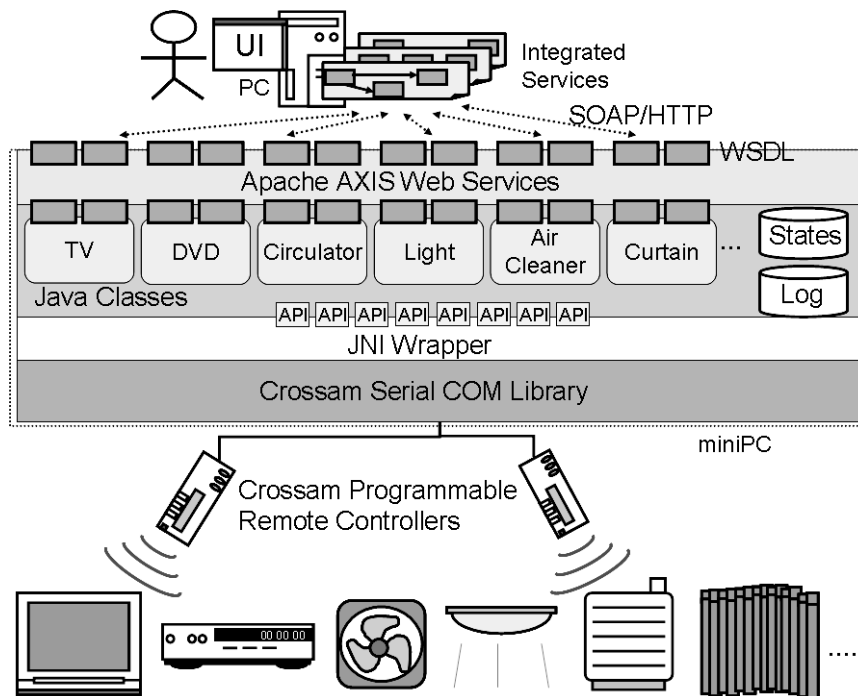 UI
PC
Integrated
Services
SOAP/HTTP
WSDL
Apache AXIS Web Services
TV
DVD
Circulator
Light
Air
Cleaner
Curtain
...
States
Java Classes
Log
API API API API API API API API
JNI Wrapper
Crossam Serial COM Library
miniPC
Crossam Programmable
Remote Controllers
00 00 00
....